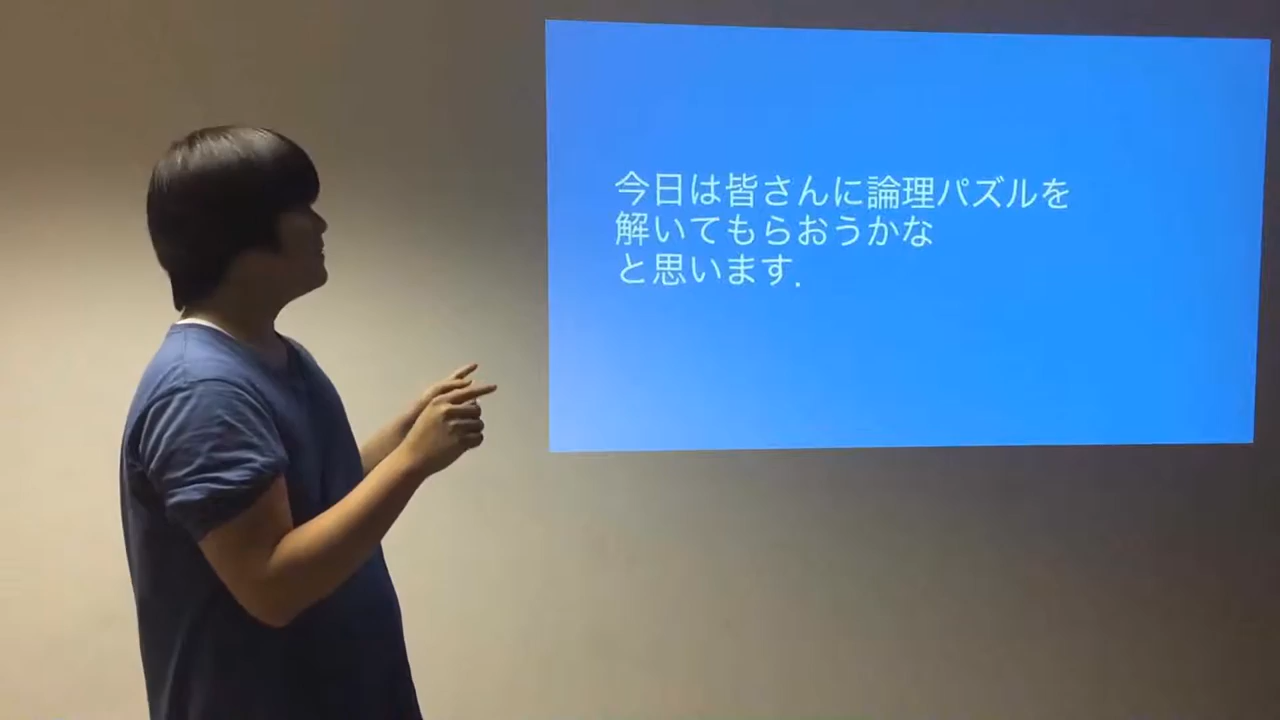 今日は皆さんに論理パズルを
解いてもらおうかな
と思います.